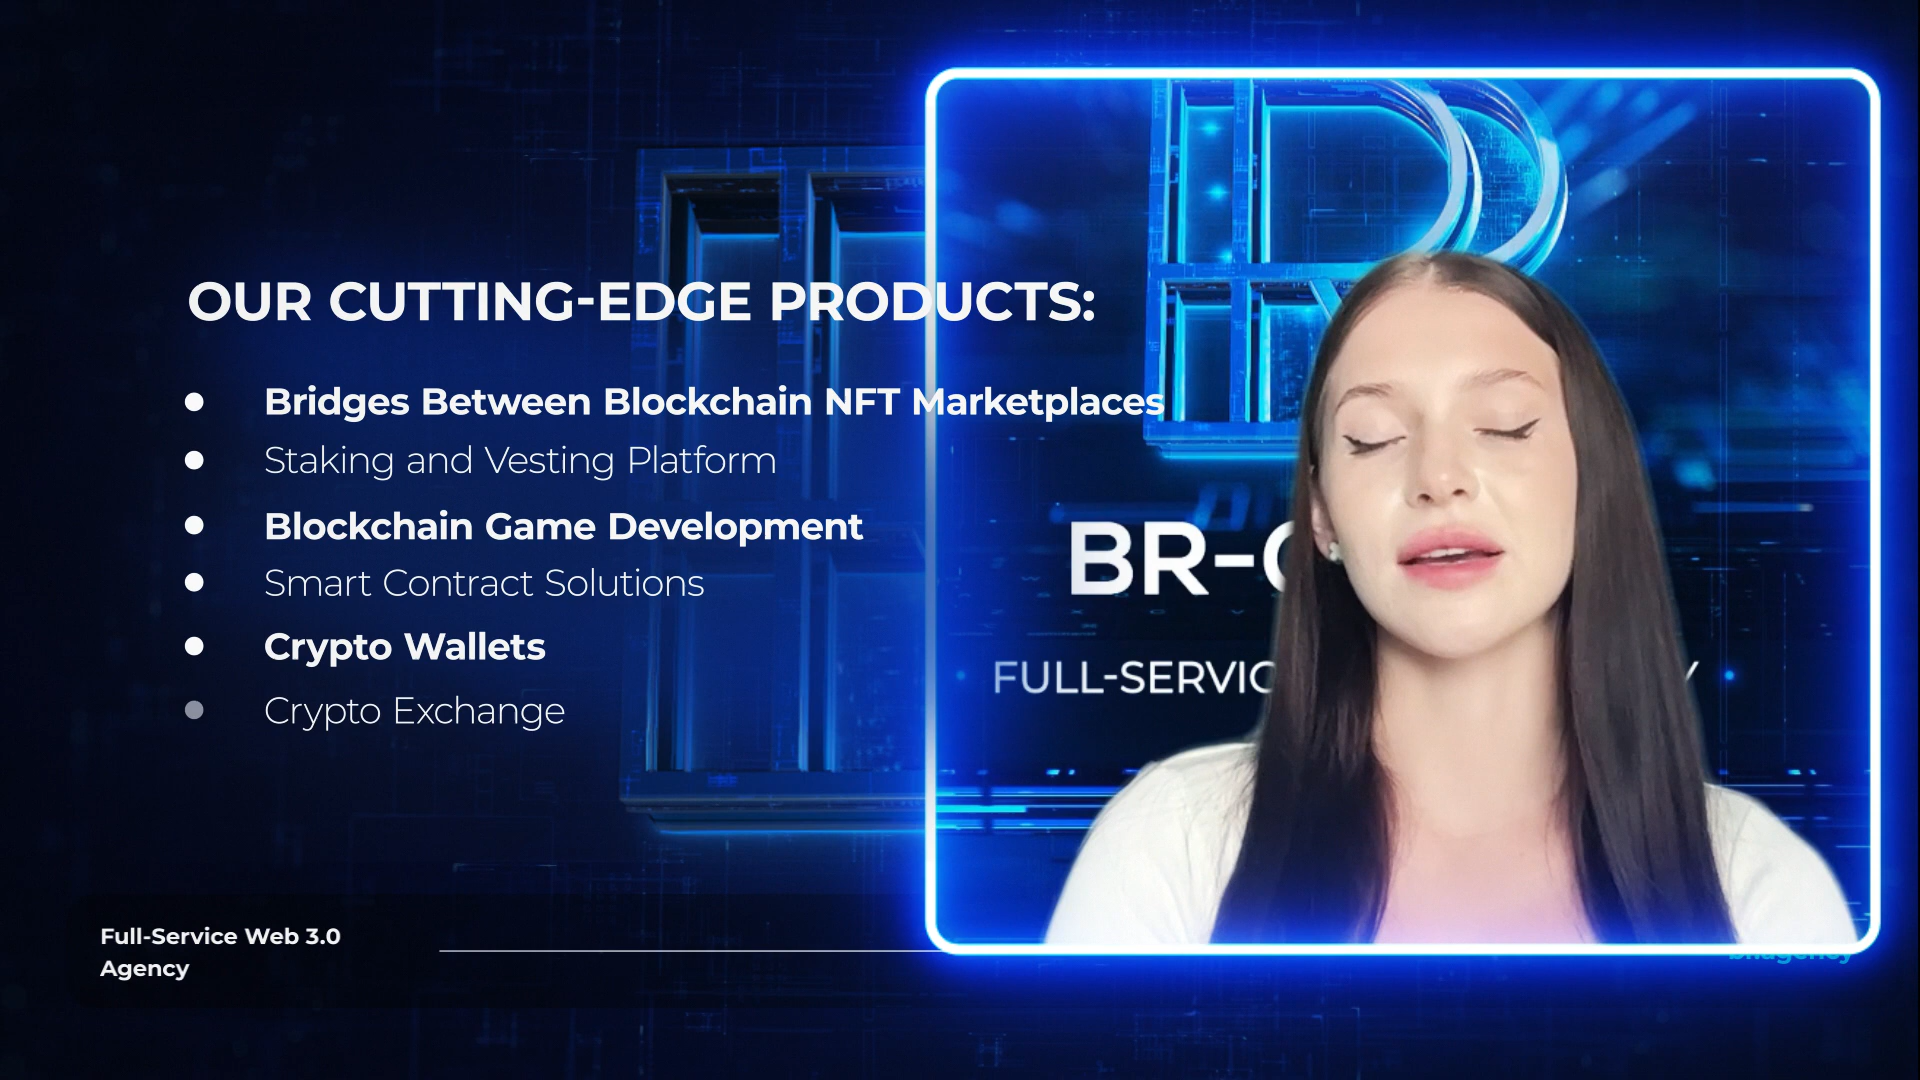 OUR CUTTING-EDGE PRODUCTS:
Bridges Between Blockchain NFT Marketplaces
Staking and Vesting Platform
Blockchain Game Development
Smart Contract Solutions
Crypto Wallets
Crypto Exchange
BR-
FULL-SERVIC
Full-Service Web 3.0
Agency